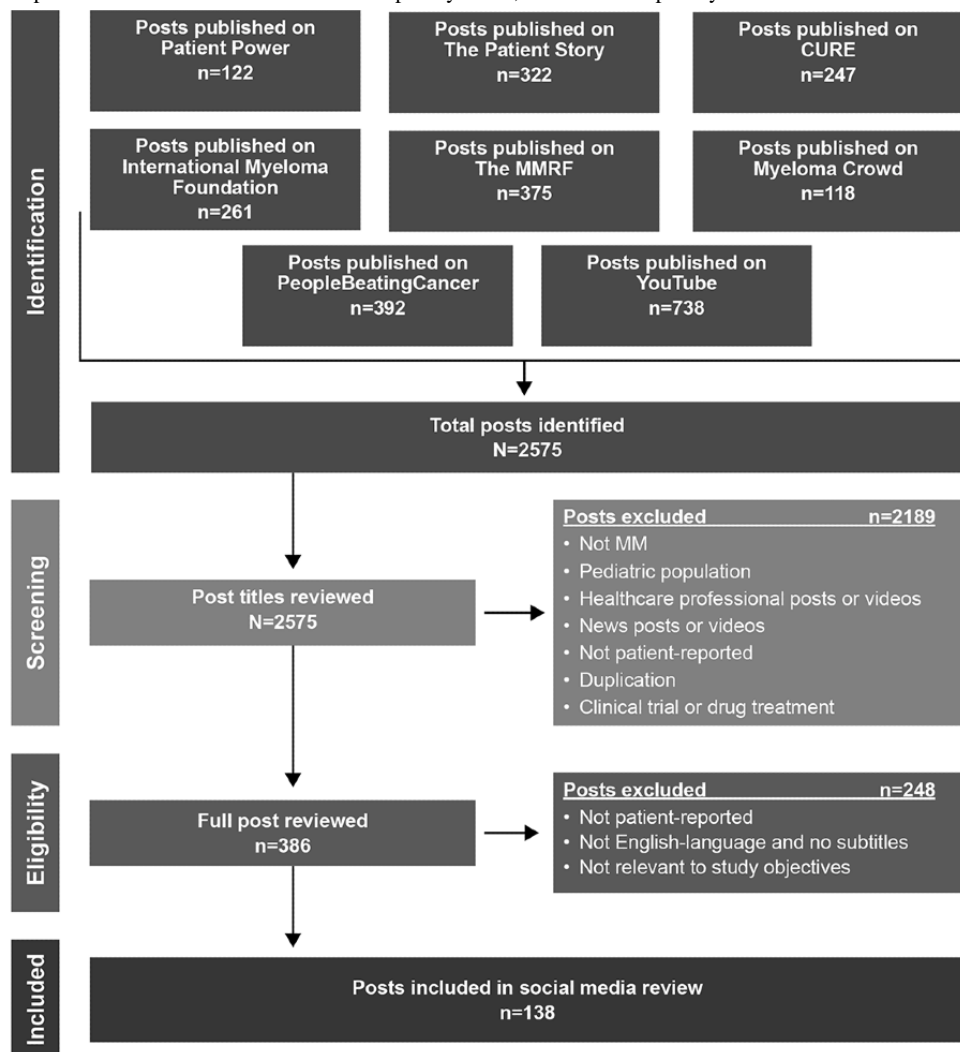 Posts published on
Patient Power
n=122
Posts published on
The Patient Story
n=322
Posts published on
CURE
n=247
Posts published on
International Myeloma
Foundation
n=261
Posts published on
The MMRF
n=375
Posts published on
Myeloma Crowd
n=118
Posts published on
PeopleBeatingCancer
n=392
Posts published on
YouTube
n=738
Identification
Total posts identified
N=2575
Screening
Post titles reviewed
N=2575
Posts excluded n=2189
• Not MM
• Pediatric population
• Healthcare professional posts or videos
• News posts or videos
• Not patient-reported
• Duplication
• Clinical trial or drug treatment
Eligibility
Full post reviewed
n=386
Posts excluded n=248
• Not patient-reported
• Not English-language and no subtitles
• Not relevant to study objectives
Included
Posts included in social media review
n=138